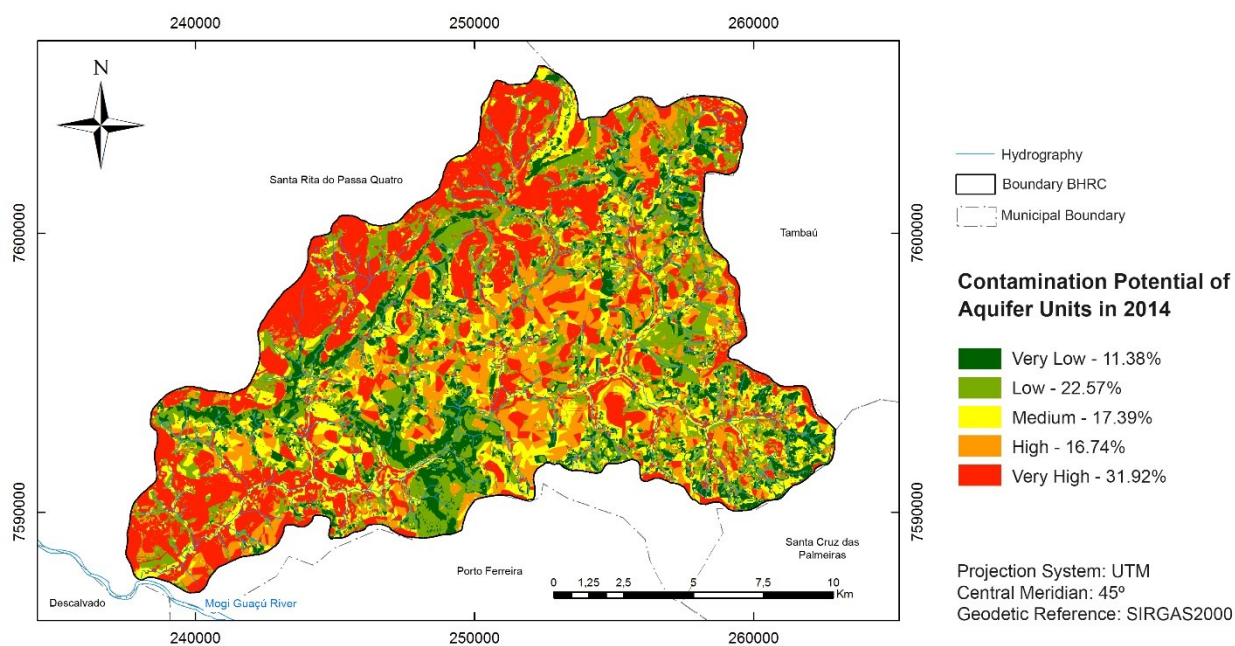 240000
250000
260000
N
Santa Rita do Passa Quatro
Tambaú
7600000
7600000
7590000
7590000
Santa Cruz das
Palmeiras
Porto Ferreira
Descalvado
Mogi Guaçú River
0 1,25 2,5 5 7,5 10
Km
240000
250000
260000
Hydrography
Boundary BHRC
Municipal Boundary
Contamination Potential of
Aquifer Units in 2014
Very Low - 11.38%
Low - 22.57%
Medium - 17.39%
High - 16.74%
Very High - 31.92%
Projection System: UTM
Central Meridian: 45º
Geodetic Reference: SIRGAS2000